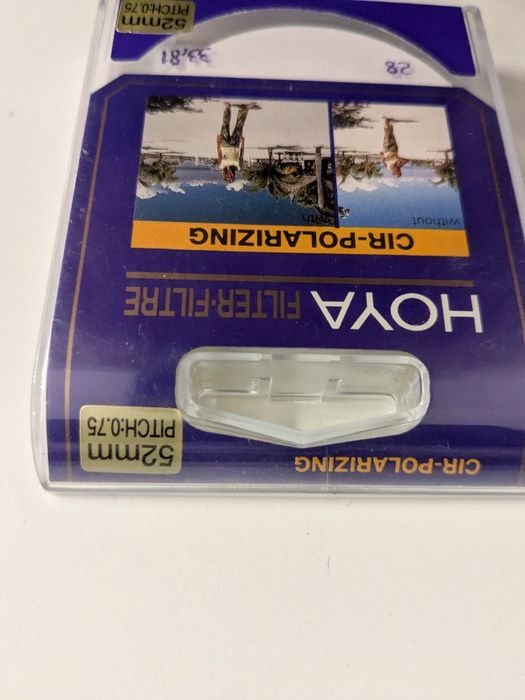 CIR-POLARIZING
52mm
PITCH:0.75
HOYA FILTER·FILTRE
CIR-POLARIZING
without
with
28
33,81
52mm
PITCH:0.75